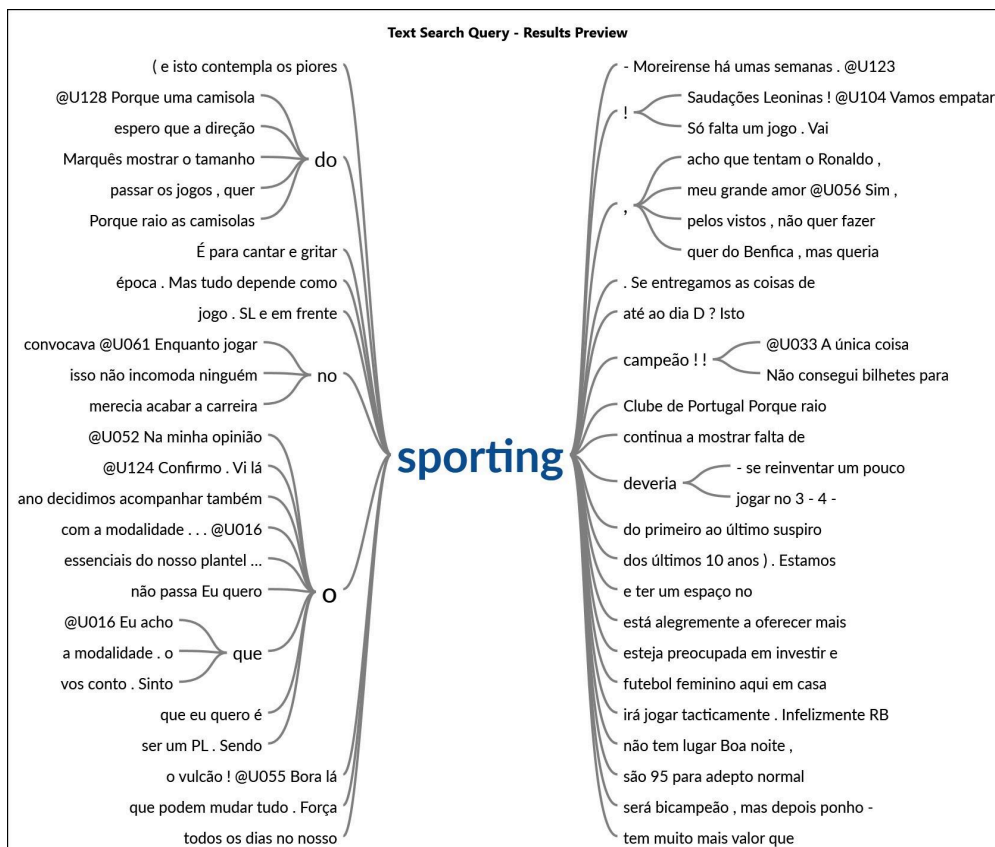 Text Search Query - Results Preview
( e isto contempla os piores
@U128 Porque uma camisola
espero que a direção
Marquês mostrar o tamanho
passar os jogos , quer
Porque raio as camisolas
do
É para cantar e gritar
época . Mas tudo depende como
jogo . SL e em frente
convocava @U061 Enquanto jogar
isso não incomoda ninguém
merecia acabar a carreira
no
@U052 Na minha opinião
@U124 Confirmo . Vi lá
ano decidimos acompanhar também
com a modalidade . . . @U016
essenciais do nosso plantel ...
não passa Eu quero
@U016 Eu acho
a modalidade . o
vos conto . Sinto
que
que eu quero é
ser um PL . Sendo
o
o vulcão ! @U055 Bora lá
que podem mudar tudo . Força
todos os dias no nosso
sporting
- Moreirense há umas semanas . @U123
!
Saudações Leoninas ! @U104 Vamos empatar
Só falta um jogo . Vai
,
acho que tentam o Ronaldo ,
meu grande amor @U056 Sim ,
pelos vistos , não quer fazer
quer do Benfica , mas queria
. Se entregamos as coisas de
até ao dia D ? Isto
campeão ! !
@U033 A única coisa
Não consegui bilhetes para
Clube de Portugal Porque raio
continua a mostrar falta de
deveria
- se reinventar um pouco
jogar no 3 - 4 -
do primeiro ao último suspiro
dos últimos 10 anos ) . Estamos
e ter um espaço no
está alegremente a oferecer mais
esteja preocupada em investir e
futebol feminino aqui em casa
irá jogar tacticamente . Infelizmente RB
não tem lugar Boa noite ,
são 95 para adepto normal
será bicampeão , mas depois ponho -
tem muito mais valor que